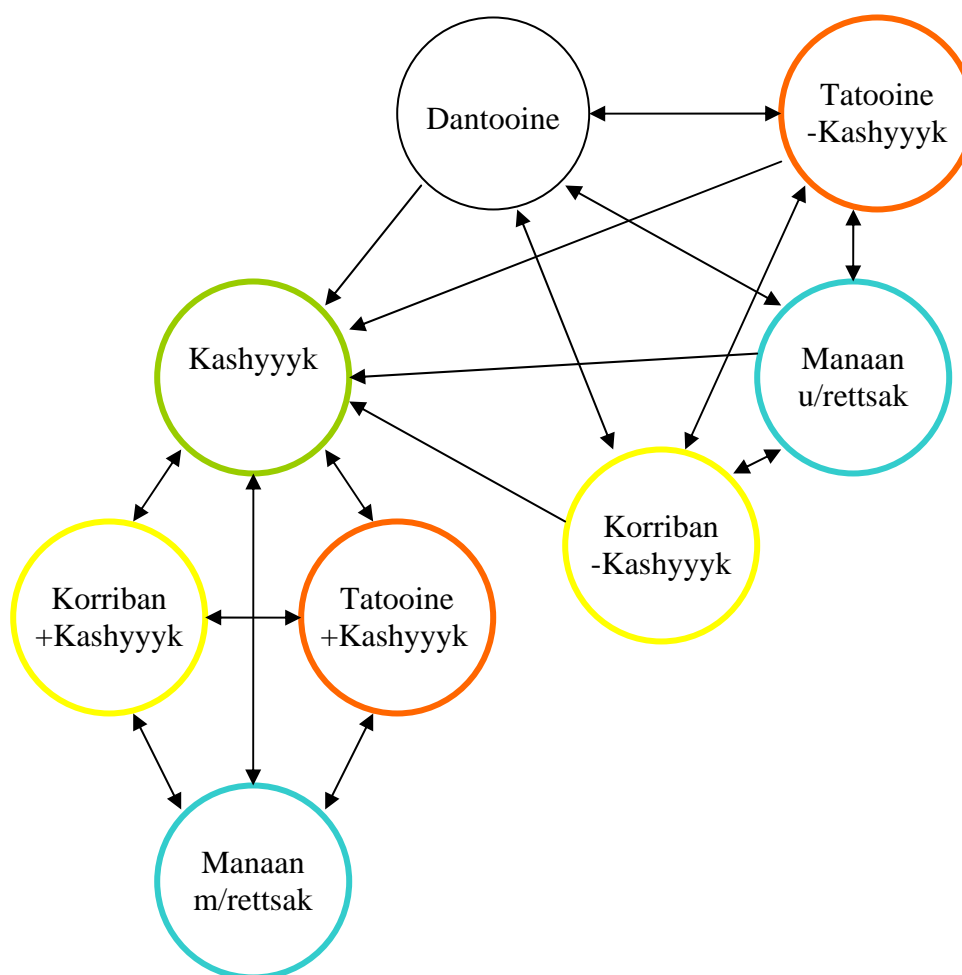 Dantooine
Tatooine
-Kashyyyk
Kashyyyk
Manaan
u/rettsak
Korriban
-Kashyyyk
Korriban
+Kashyyyk
Tatooine
+Kashyyyk
Manaan
m/rettsak